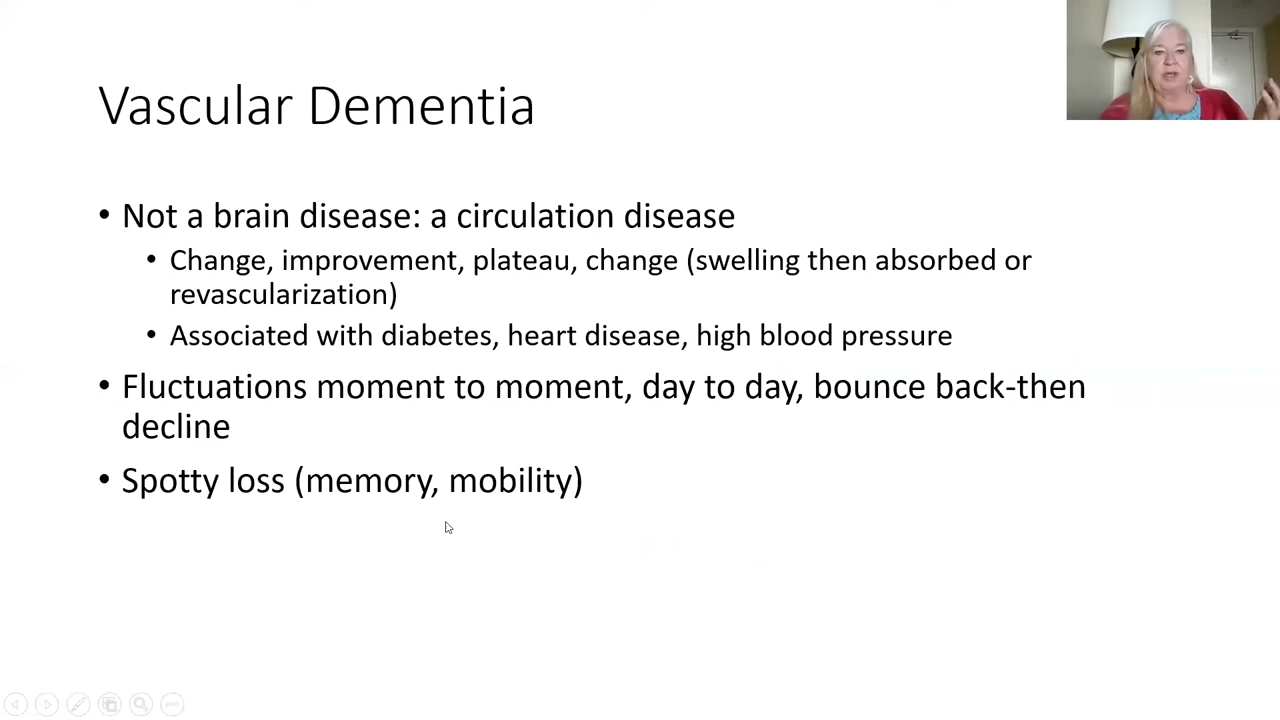 Vascular Dementia
• Not a brain disease: a circulation disease
• Change, improvement, plateau, change (swelling then absorbed or
revascularization)
• Associated with diabetes, heart disease, high blood pressure
• Fluctuations moment to moment, day to day, bounce back-then
decline
• Spotty loss (memory, mobility)